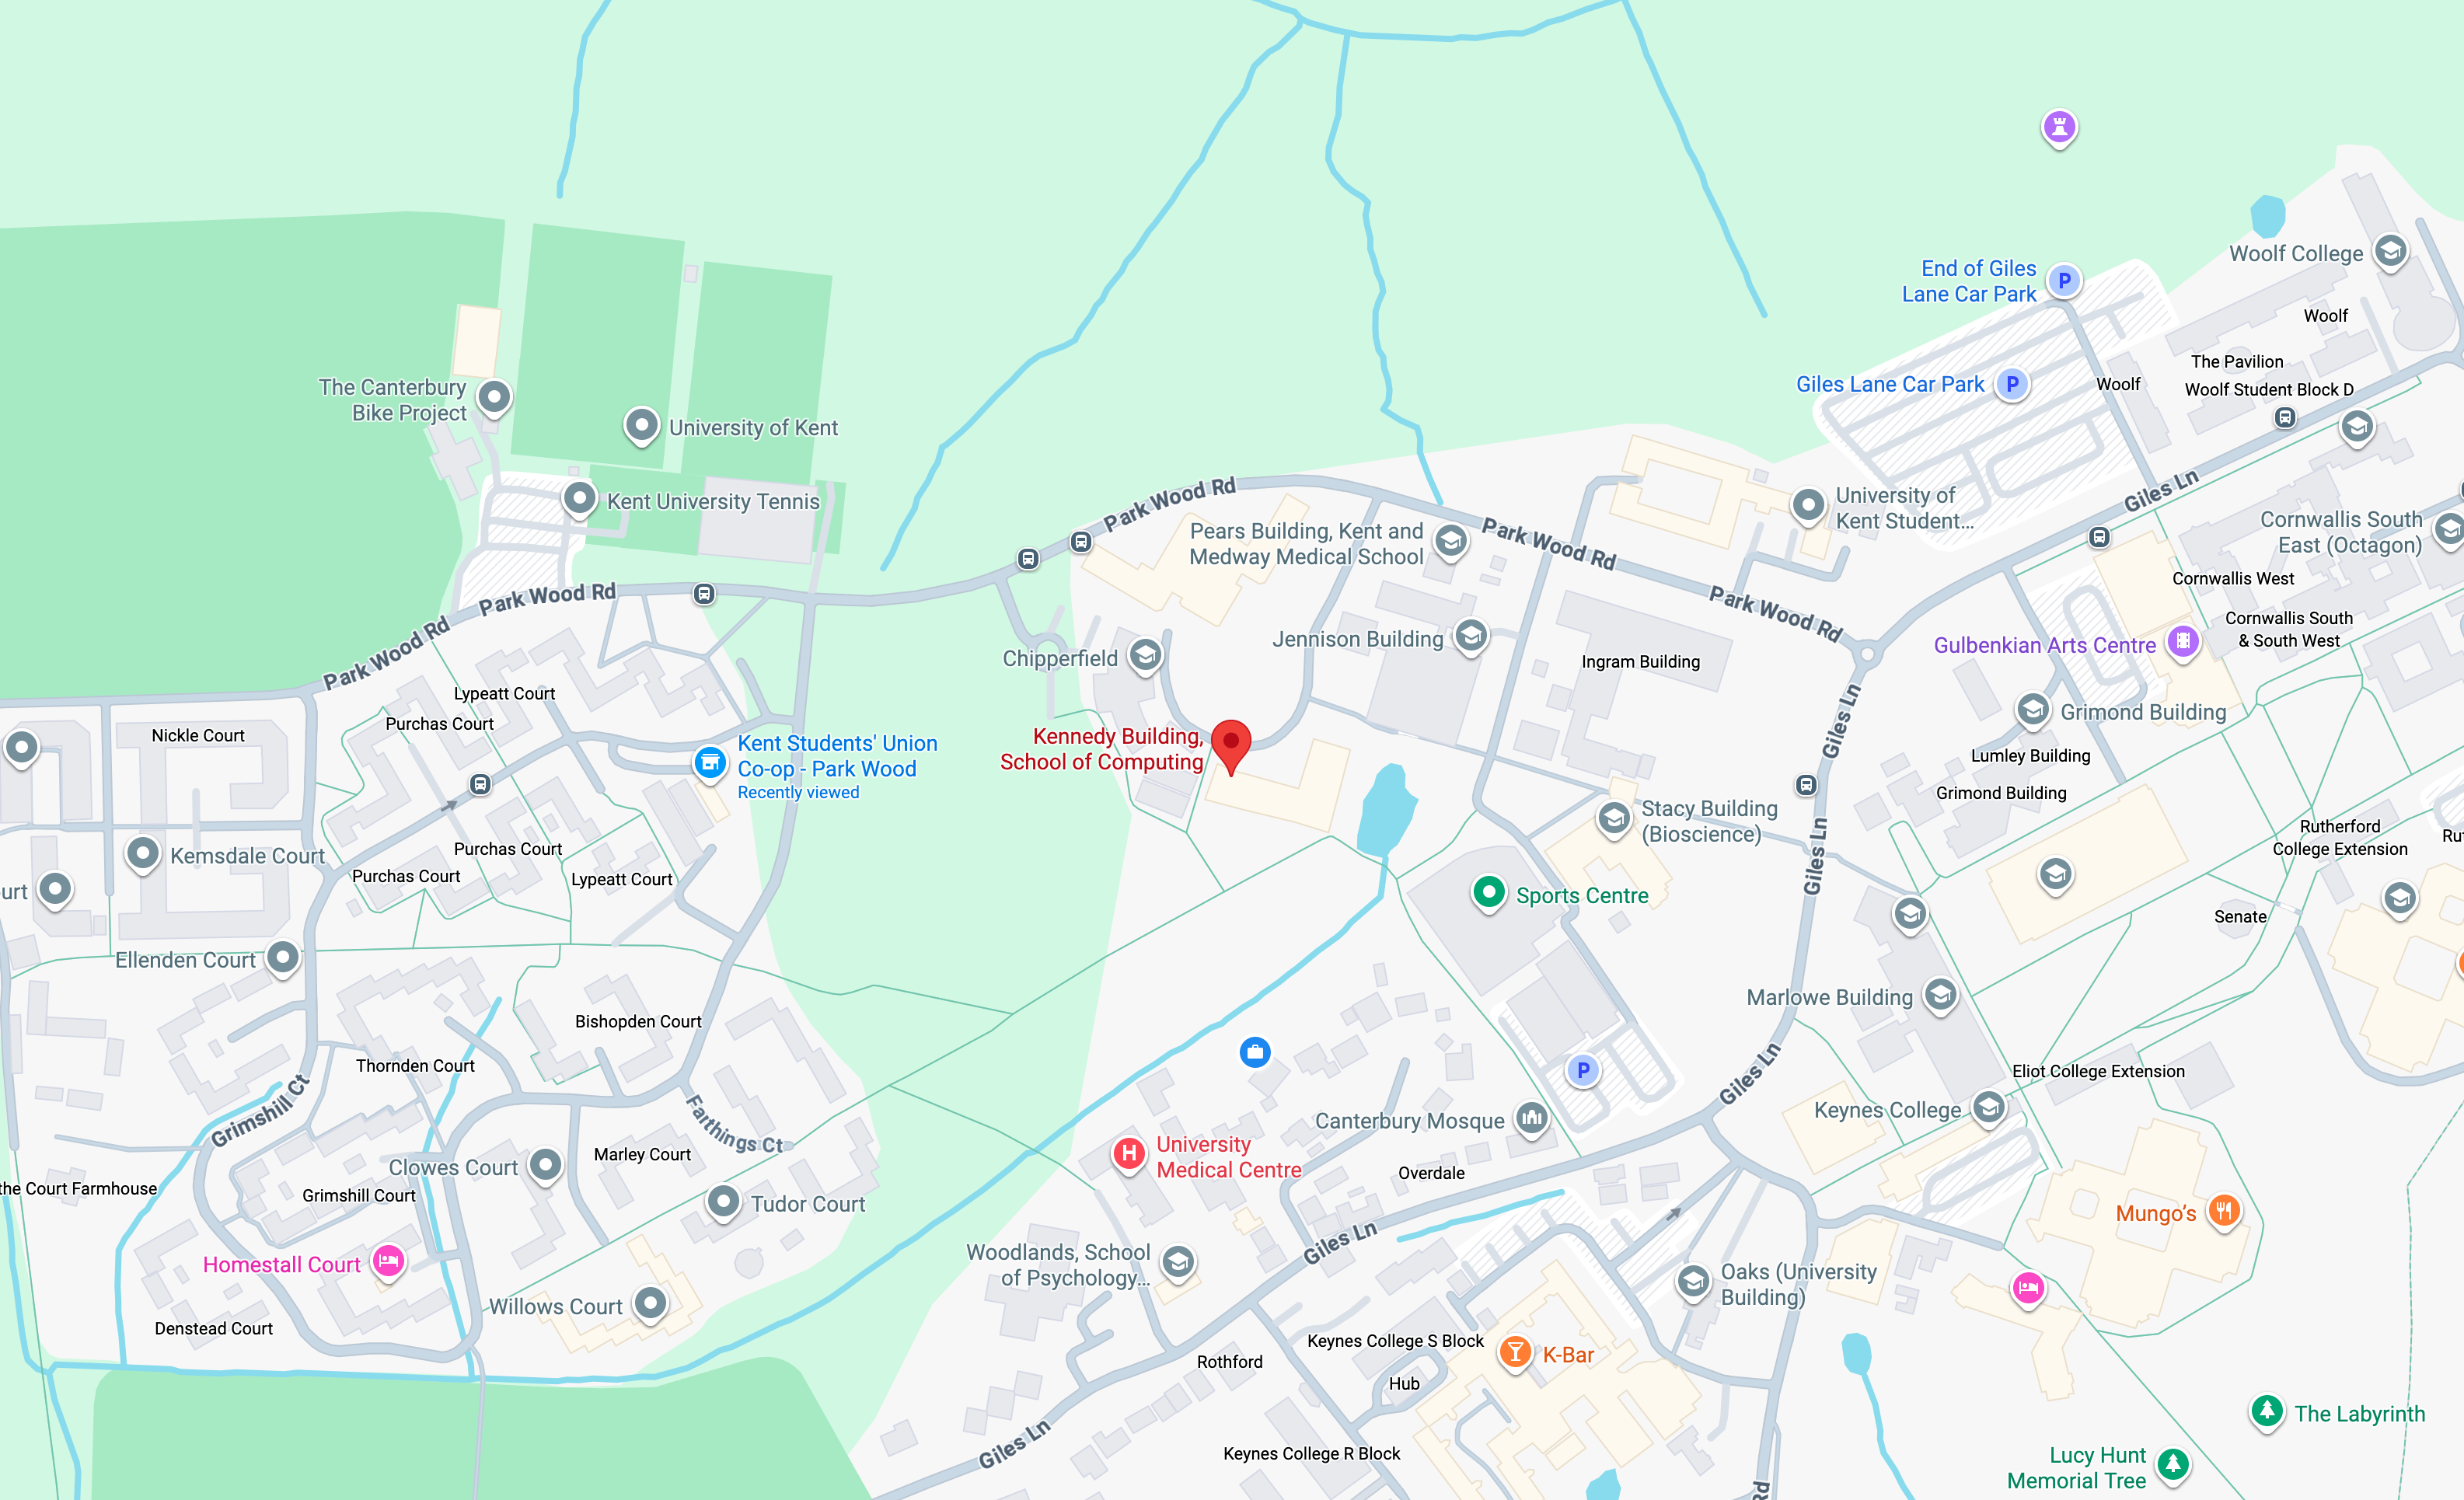 Woolf College
End of Giles
Lane Car Park
Woolf
The Pavilion
Giles Lane Car Park
Woolf
Woolf Student Block D
The Canterbury
Bike Project
University of Kent
Kent University Tennis
Park Wood Rd
Pears Building, Kent and
Medway Medical School
Park Wood Rd
University of
Kent Student…
Giles Ln
Cornwallis South
East (Octagon)
Cornwallis West
Park Wood Rd
Park Wood Rd
Park Wood Rd
Cornwallis South
& South West
Chipperfield
Jennison Building
Ingram Building
Gulbenkian Arts Centre
Lypeatt Court
Purchas Court
Nickle Court
Giles Ln
Grimond Building
Kennedy Building,
School of Computing
Kent Students' Union
Co-op - Park Wood
Recently viewed
Lumley Building
Grimond Building
Stacy Building
(Bioscience)
Rutherford
College Extension
Ru
Kemsdale Court
Purchas Court
Purchas Court
Lypeatt Court
Giles Ln
urt
Sports Centre
Senate
Ellenden Court
Marlowe Building
Bishopden Court
Thornden Court
Giles Ln
Eliot College Extension
Grimshill Ct
Farthings Ct
Canterbury Mosque
Keynes College
Marley Court
University
Medical Centre
Clowes Court
Overdale
the Court Farmhouse
Grimshill Court
Tudor Court
Mungo's
Giles Ln
Woodlands, School
of Psychology…
Homestall Court
Oaks (University
Building)
Willows Court
Denstead Court
Keynes College S Block
Rothford
K-Bar
Hub
The Labyrinth
Giles Ln
Keynes College R Block
Lucy Hunt
Memorial Tree
Rd
P
P
P
H